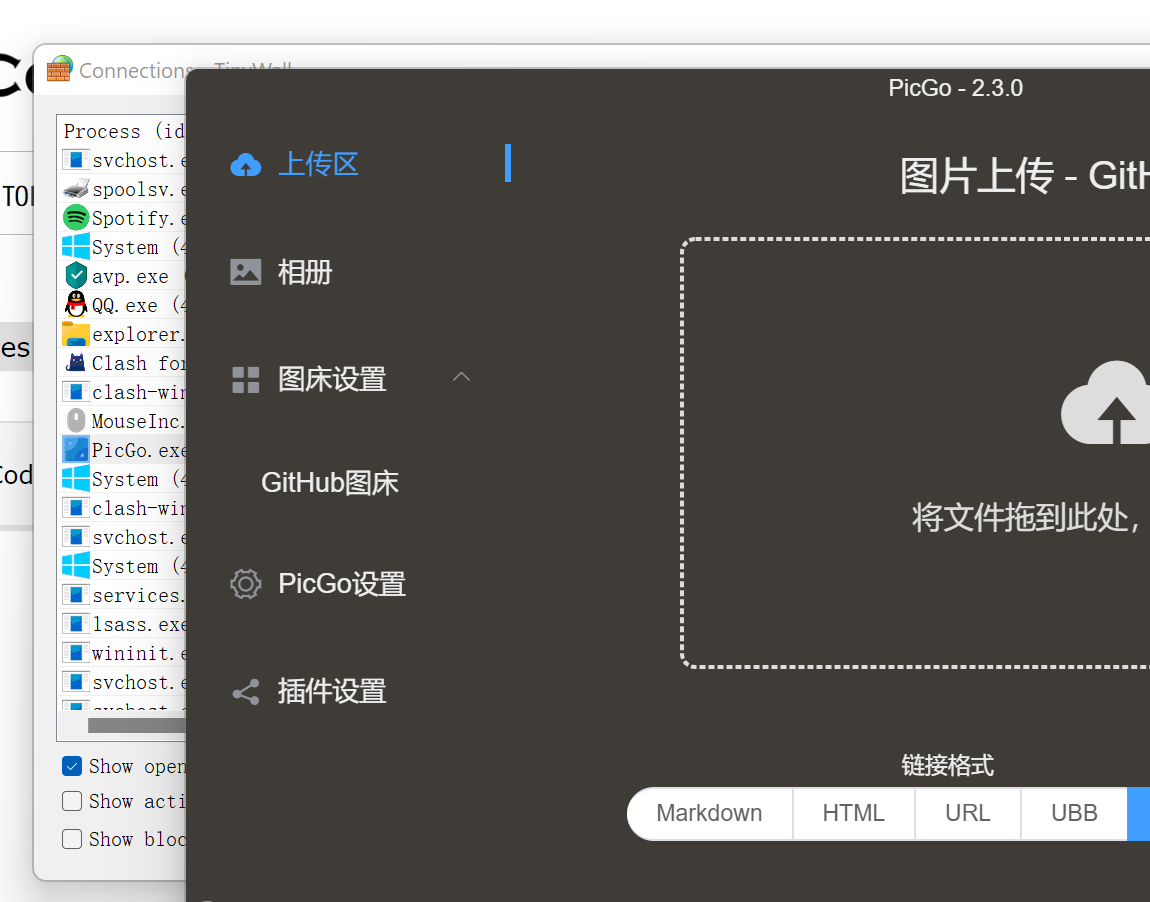 Connections - TinyWall
Process (id
svchost.e
spoolsv.e
Spotify.e
System (4
avp.exe (
QQ.exe (4
explorer.
Clash for
clash-win
MouseInc.
PicGo.exe
System (4
clash-win
svchost.e
System (4
services.
lsass.exe
wininit.e
svchost.e
svchost.e
Show open
Show acti
Show bloc
es
Cod
PicGo - 2.3.0
上传区
相册
图床设置
GitHub图床
PicGo设置
插件设置
图片上传 - GitH
将文件拖到此处，
链接格式
Markdown
HTML
URL
UBB